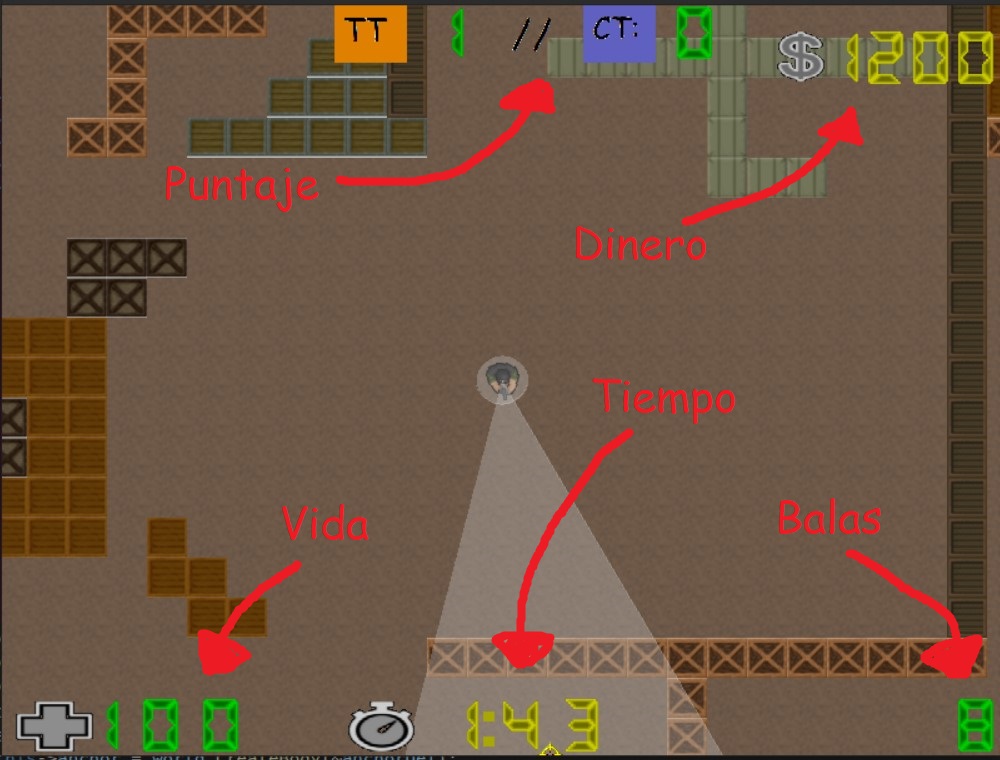 TT 1 // CT: 0 $ 1200
Puntaje
Dinero
Tiempo
Vida
Balas
100 1:43 8